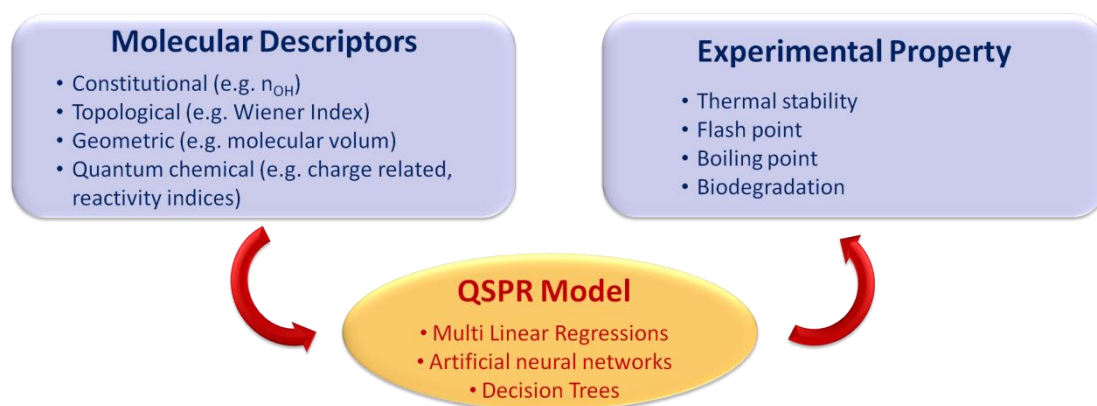 Molecular Descriptors
• Constitutional (e.g. nOH)
• Topological (e.g. Wiener Index)
• Geometric (e.g. molecular volum)
• Quantum chemical (e.g. charge related,
reactivity indices)
Experimental Property
• Thermal stability
• Flash point
• Boiling point
• Biodegradation
QSPR Model
• Multi Linear Regressions
• Artificial neural networks
• Decision Trees